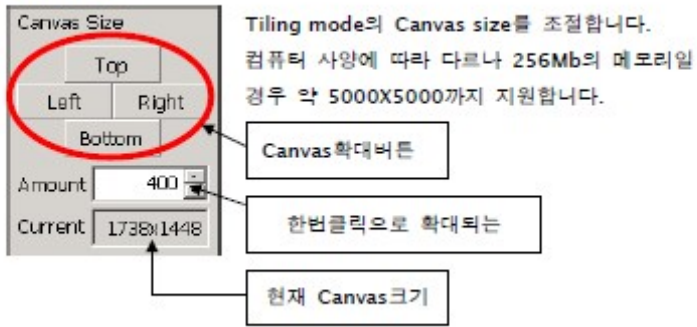 Canvas Size
Top
Left Right
Bottom
Amount 400
Current 1738x1448
Tiling mode의 Canvas size를 조절합니다.
컴퓨터 사양에 따라 다르나 256Mb의 메모리일
경우 약 5000X5000까지 지원합니다.
Canvas확대버튼
한번클릭으로 확대되는
현재 Canvas크기